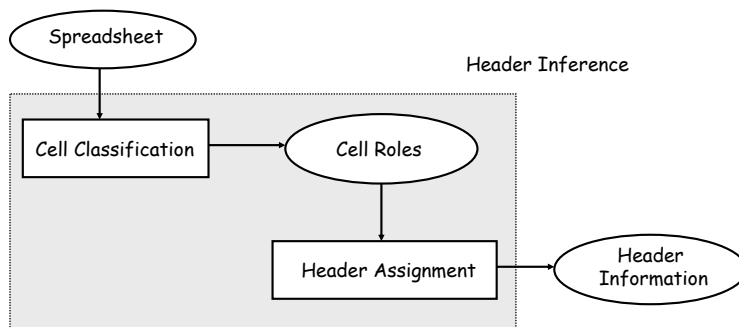 Spreadsheet
Header Inference
Cell Classification
Cell Roles
Header Assignment
Header
Information